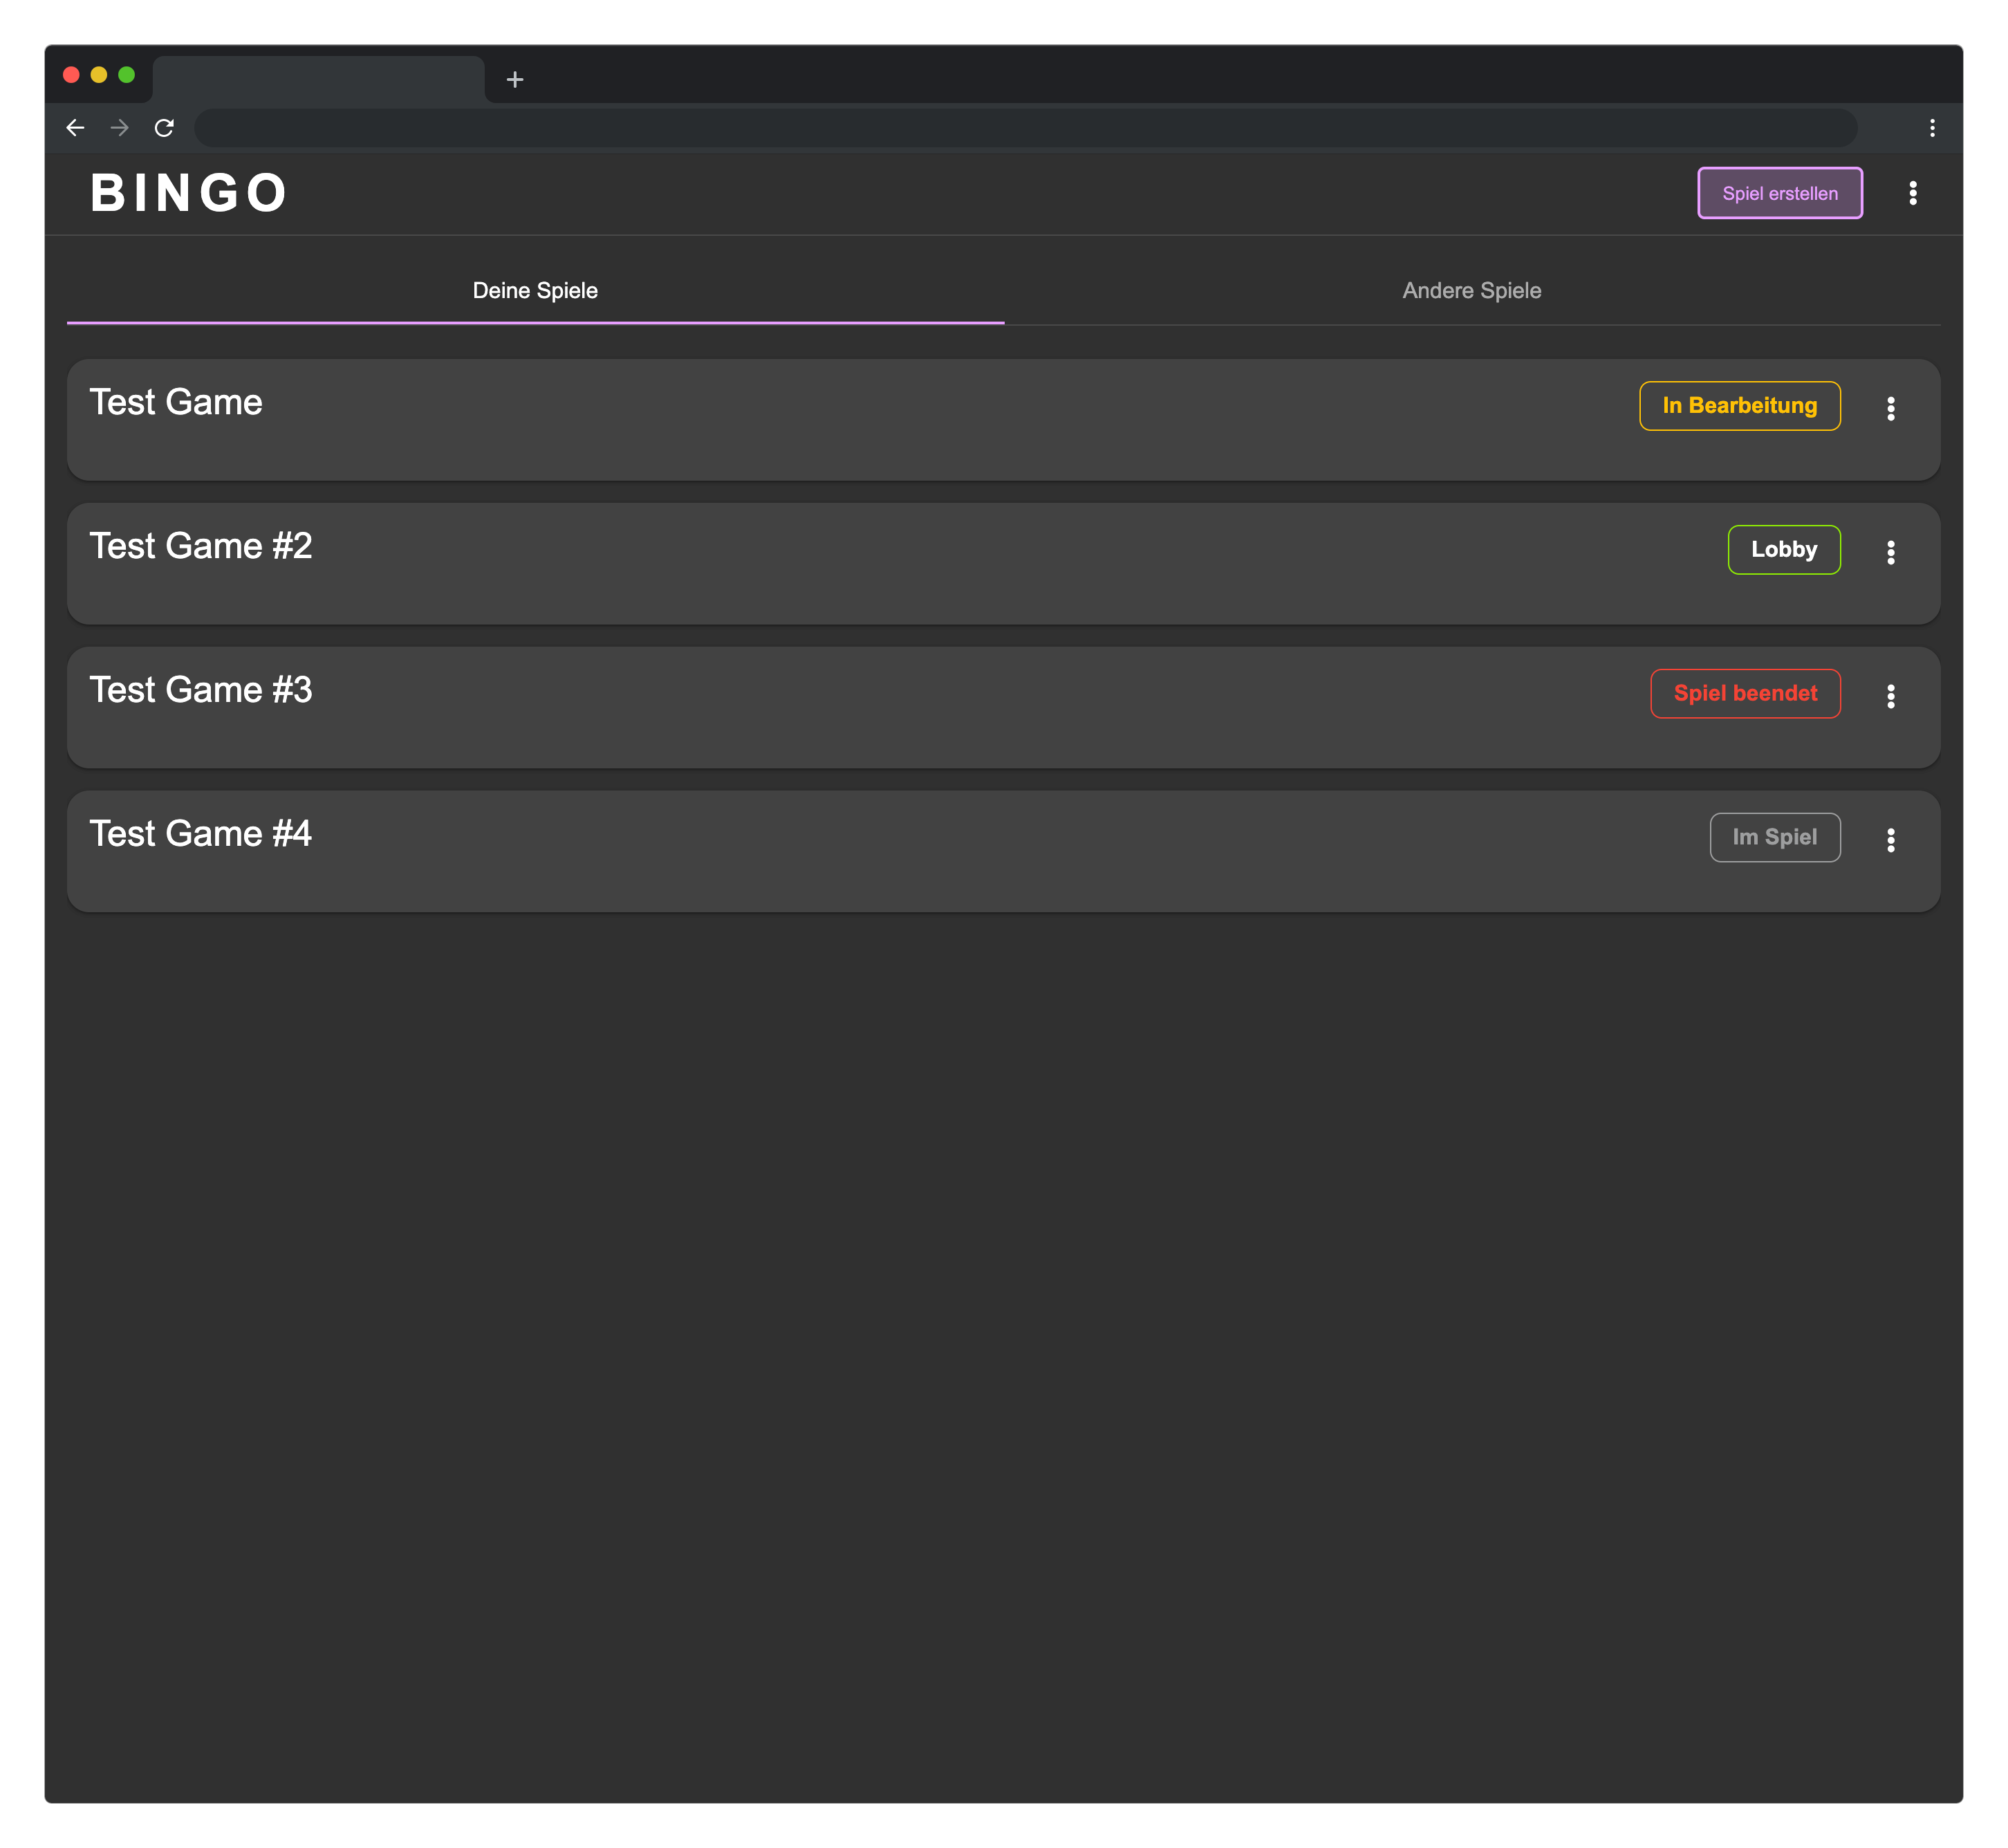 BINGO
Spiel erstellen
Deine Spiele
Andere Spiele
Test Game
In Bearbeitung
Test Game #2
Lobby
Test Game #3
Spiel beendet
Test Game #4
Im Spiel